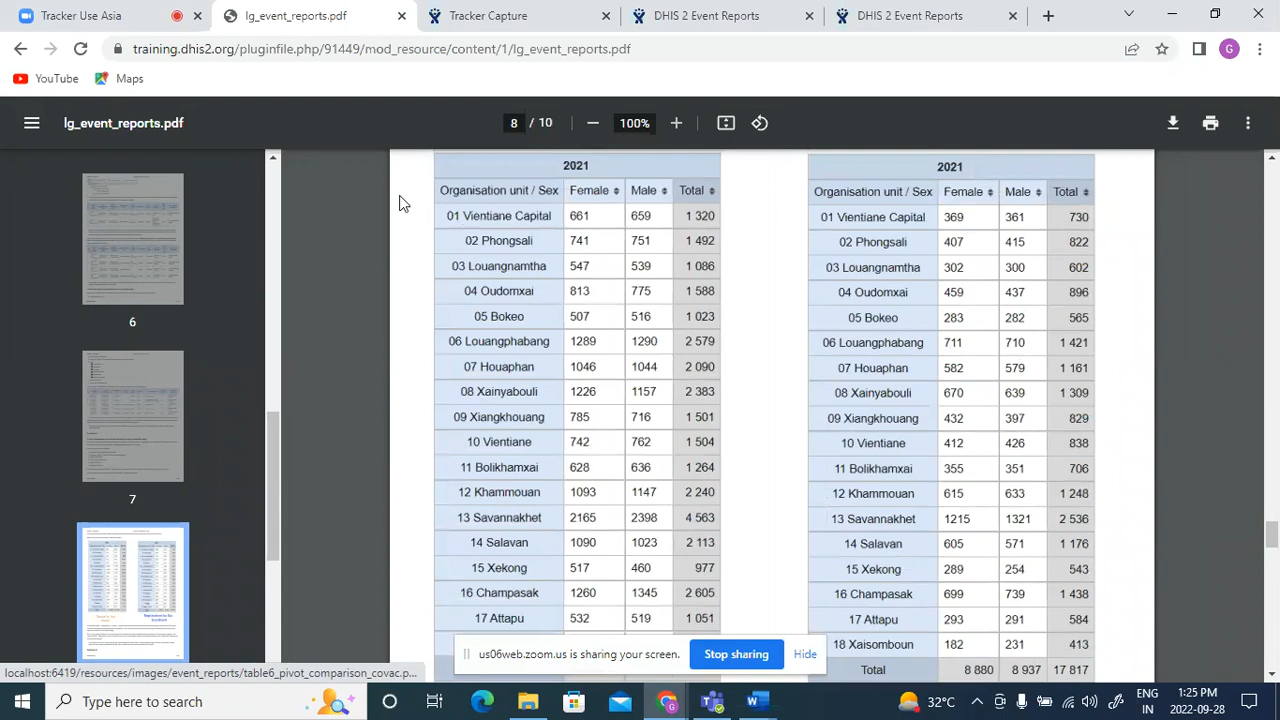 Tracker Use Asia
lg_event_reports.pdf
Tracker Capture
DHIS 2 Event Reports
DHIS 2 Event Reports
training.dhis2.org/pluginfile.php/91449/mod_resource/content/1/lg_event_reports.pdf
G
YouTube
Maps
lg_event_reports.pdf
8 / 10
100%
6
7
2021
Organisation unit / Sex Female Male Total
01 Vientiane Capital 661 659 1 320
02 Phongsali 741 751 1 492
03 Louangnamtha 547 539 1 086
04 Oudomxai 813 775 1 588
05 Bokeo 507 516 1 023
06 Louangphabang 1289 1290 2 579
07 Houaphan 1046 1044 2 090
08 Xainyabouli 1226 1157 2 383
09 Xiangkhouang 785 716 1 501
10 Vientiane 742 762 1 504
11 Bolikhamxai 628 636 1 264
12 Khammouan 1093 1147 2 240
13 Savannakhet 2165 2398 4 563
14 Salavan 1090 1023 2 113
15 Xekong 517 460 977
16 Champasak 1260 1345 2 605
17 Attapu 532 519 1 051
2021
Organisation unit / Sex Female Male Total
01 Vientiane Capital 369 361 730
02 Phongsali 407 415 822
03 Louangnamtha 302 300 602
04 Oudomxai 459 437 896
05 Bokeo 283 282 565
06 Louangphabang 711 710 1 421
07 Houaphan 582 579 1 161
08 Xainyabouli 670 639 1 309
09 Xiangkhouang 432 397 829
10 Vientiane 412 426 838
11 Bolikhamxai 355 351 706
12 Khammouan 615 633 1 248
13 Savannakhet 1215 1321 2 536
14 Salavan 605 571 1 176
15 Xekong 289 254 543
16 Champasak 699 739 1 438
17 Attapu 293 291 584
18 Xaisomboun 182 231 413
Total 8 880 8 937 17 817
us06web.zoom.us is sharing your screen.
Stop sharing
Hide
localhost:6419/resources/images/event_reports/table6_pivot_comparison_covac.p...
Type here to search
32°C
ENG
IN
1:25 PM
2022-09-28